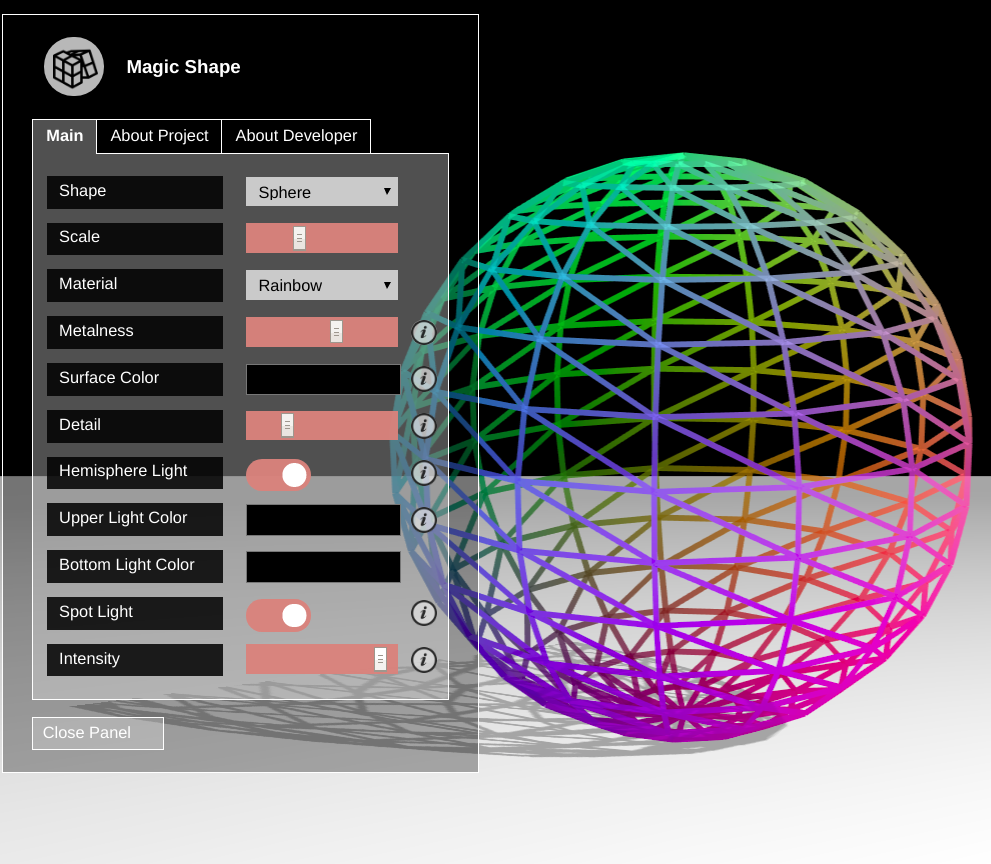 Magic Shape
Main About Project About Developer
Shape Sphere
Scale
Material Rainbow
Metalness
Surface Color
Detail
Hemisphere Light
Upper Light Color
Bottom Light Color
Spot Light
Intensity
Close Panel